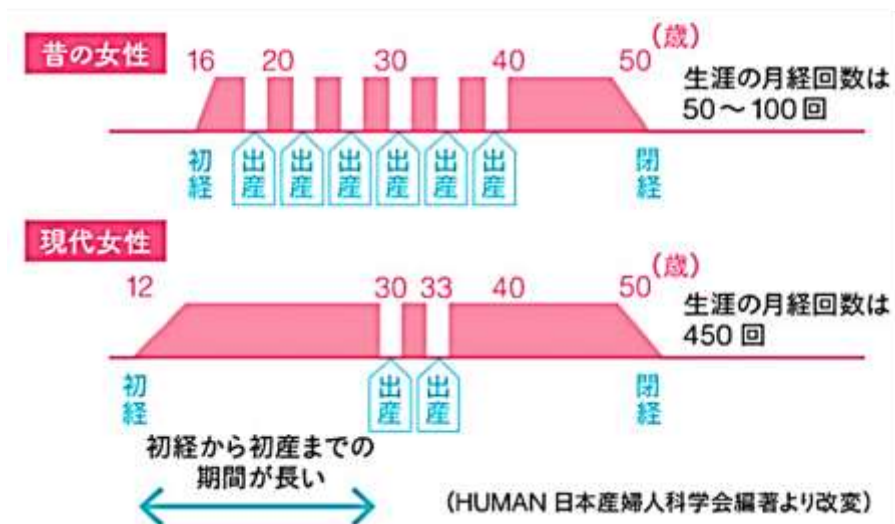 昔の女性
16 20 30 40 50 (歳)
生涯の月経回数は
50～100回
初経
出産
出産
出産
出産
出産
出産
閉経
現代女性
12 30 33 40 50 (歳)
生涯の月経回数は
450回
初経
出産
出産
閉経
初経から初産までの
期間が長い
(HUMAN 日本産婦人科学会編著より改変)